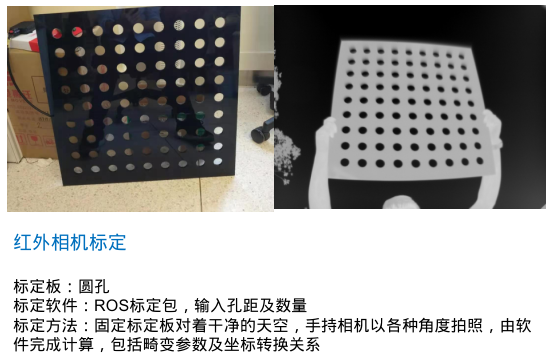 红外相机标定
标定板：圆孔
标定软件：ROS标定包，输入孔距及数量
标定方法：固定标定板对着干净的天空，手持相机以各种角度拍照，由软
件完成计算，包括畸变参数及坐标转换关系